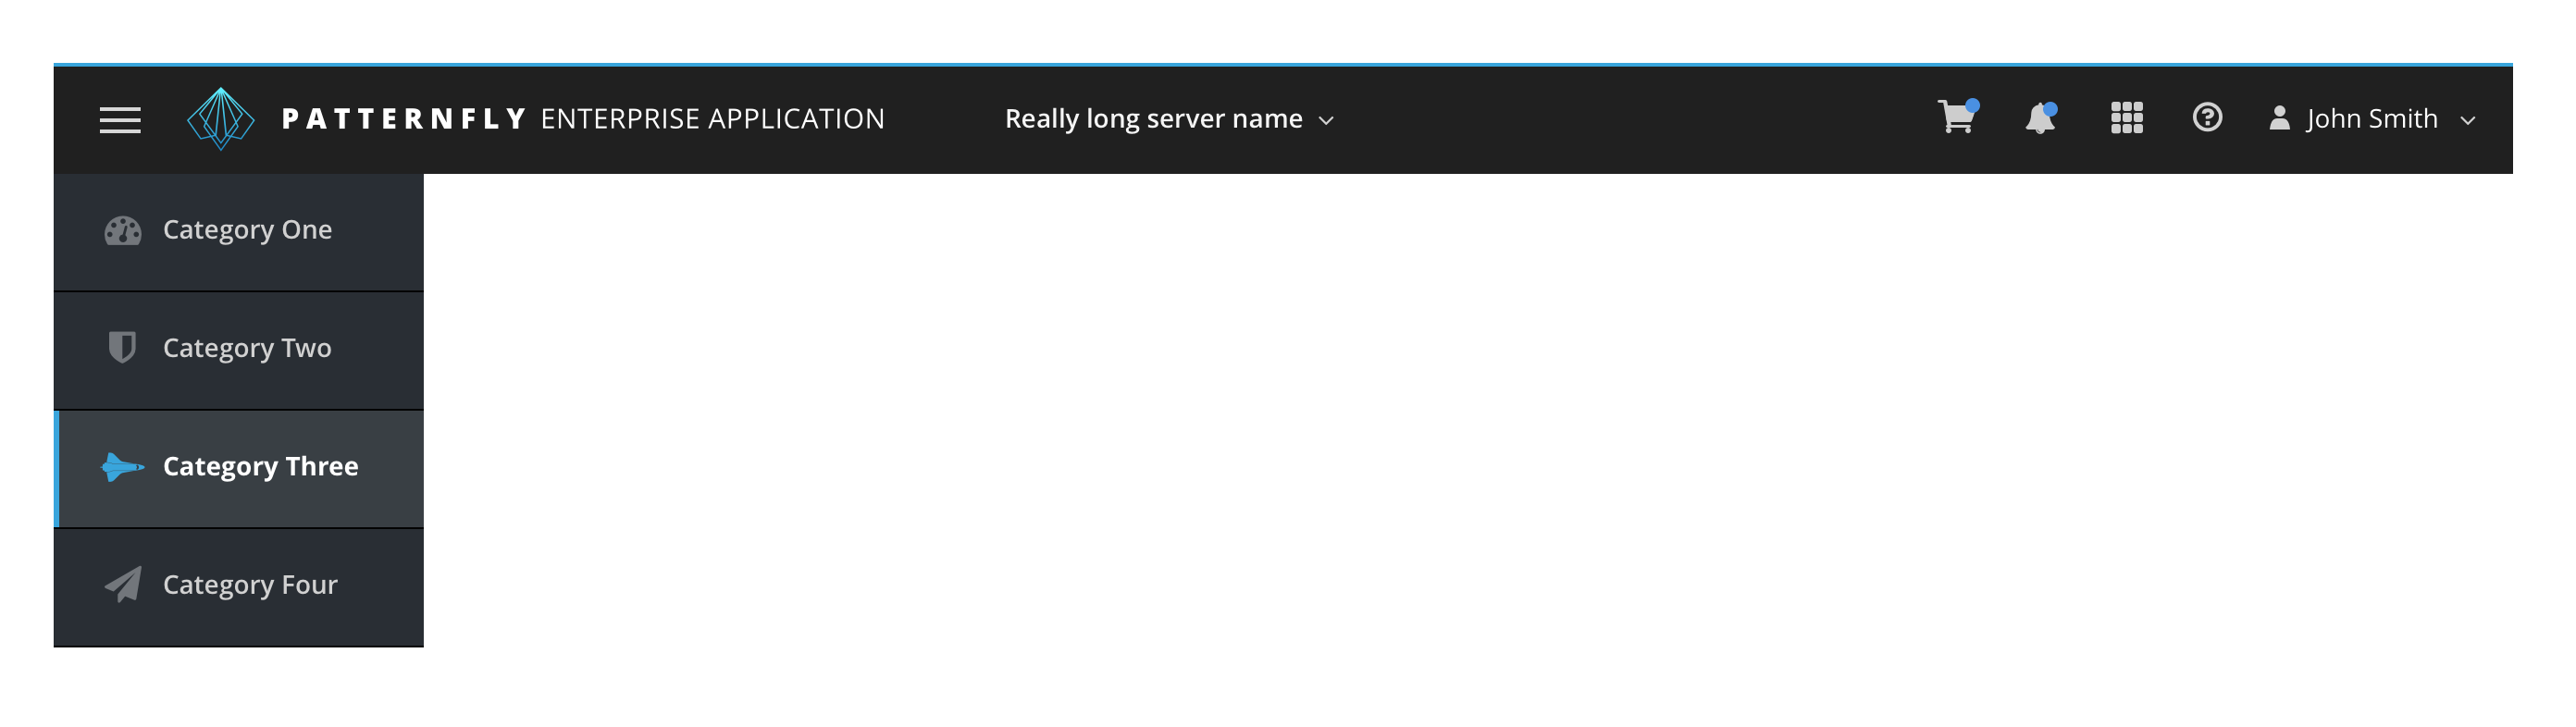 PATTERNFLY ENTERPRISE APPLICATION Really long server name John Smith
Category One
Category Two
Category Three
Category Four